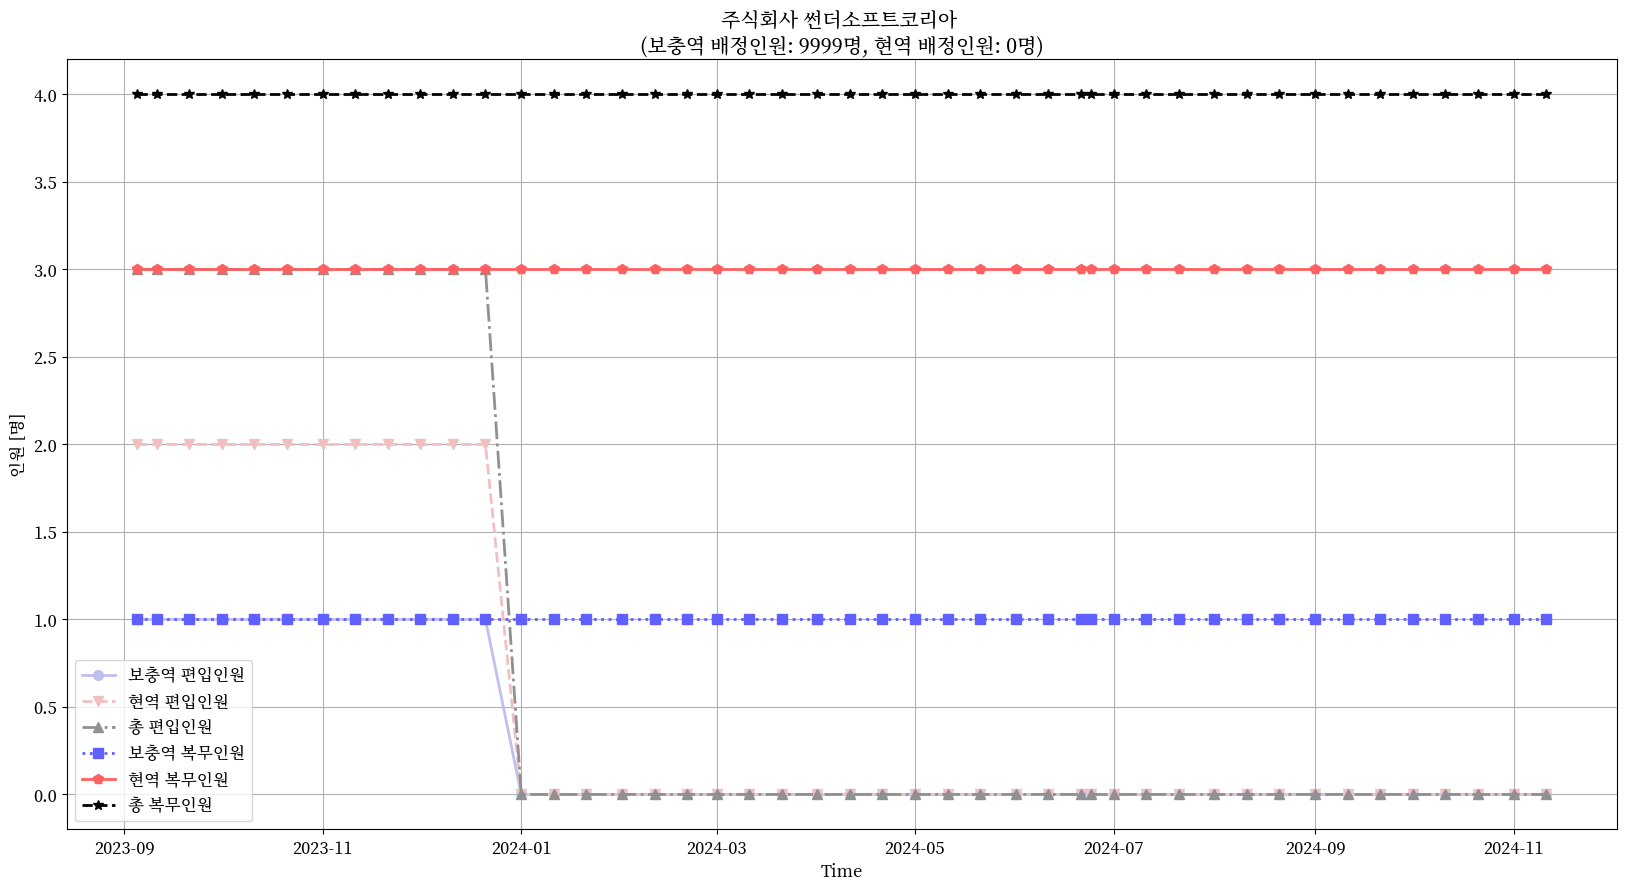 주식회사 썬더소프트코리아
(보충역 배정인원: 9999명, 현역 배정인원: 0명)
인원 [명]
4.0
3.5
3.0
2.5
2.0
1.5
1.0
0.5
0.0
보충역 편입인원
현역 편입인원
총 편입인원
보충역 복무인원
현역 복무인원
총 복무인원
2023-09
2023-11
2024-01
2024-03
2024-05
2024-07
2024-09
2024-11
Time